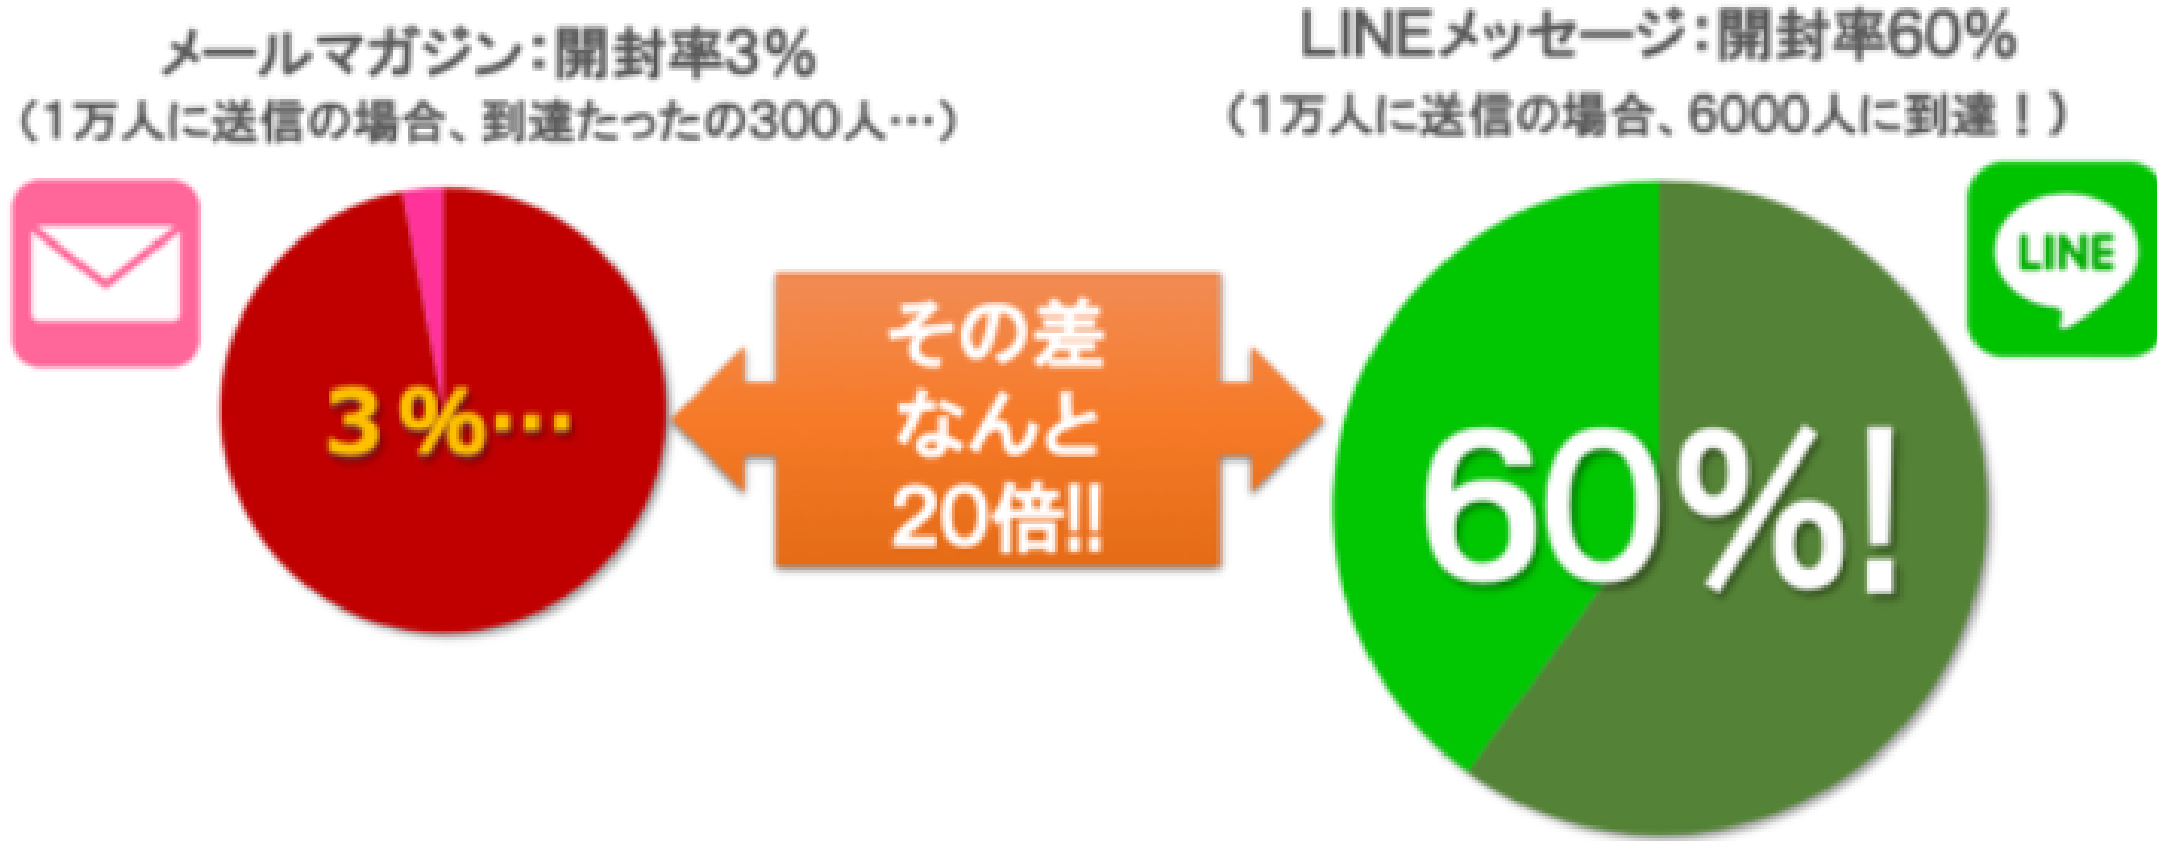 メールマガジン：開封率3%
（1万人に送信の場合、到達たったの300人…）
3%…
その差
なんと
20倍!!
LINEメッセージ：開封率60%
（1万人に送信の場合、6000人に到達！）
LINE
60%!